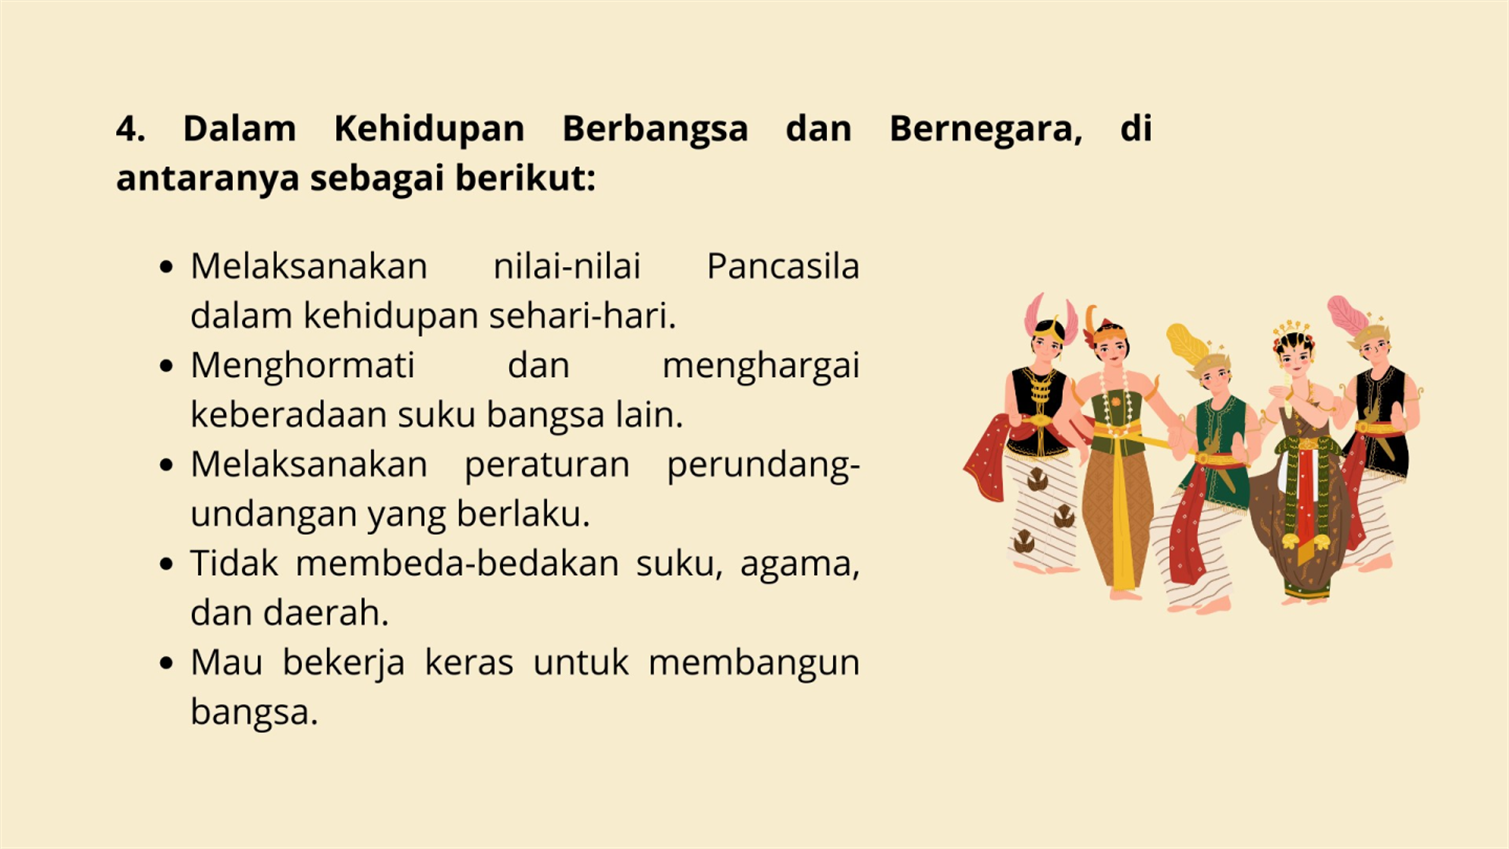 4. Dalam Kehidupan Berbangsa dan Bernegara, di
antaranya sebagai berikut:
• Melaksanakan nilai-nilai Pancasila
dalam kehidupan sehari-hari.
• Menghormati dan menghargai
keberadaan suku bangsa lain.
• Melaksanakan peraturan perundang-
undangan yang berlaku.
• Tidak membeda-bedakan suku, agama,
dan daerah.
• Mau bekerja keras untuk membangun
bangsa.